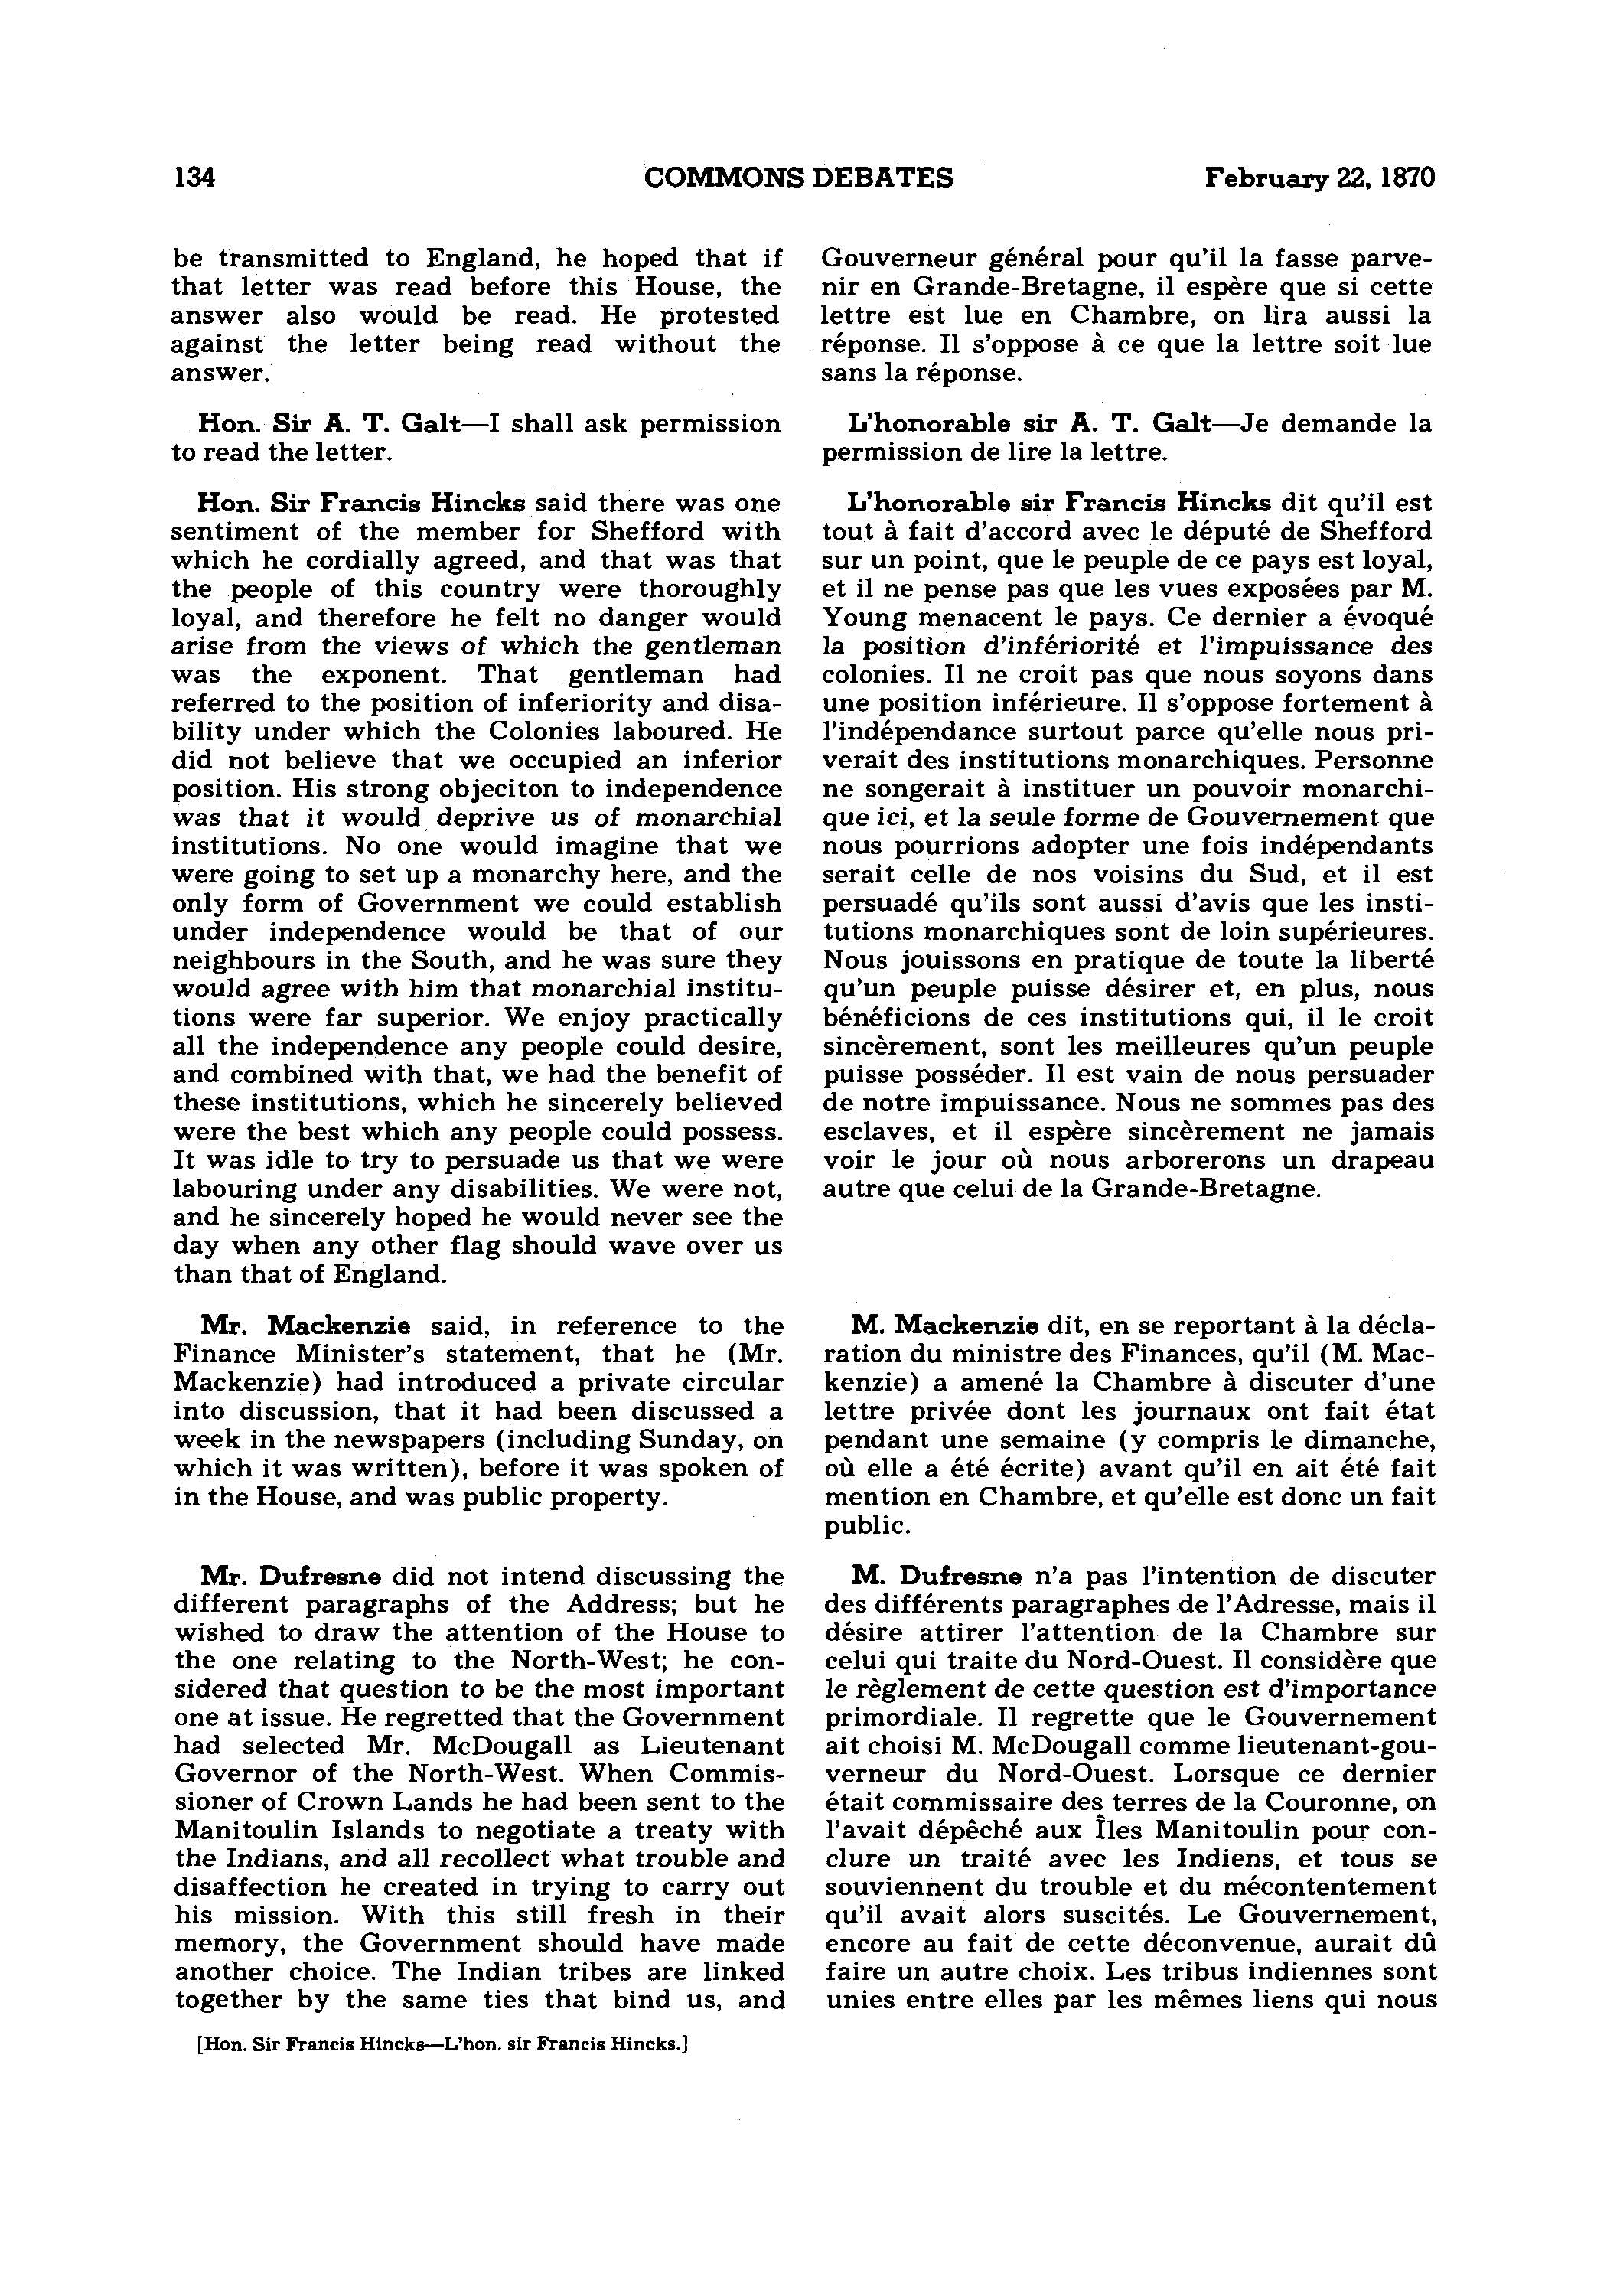 134 COMMONS DEBATES February 22, 1870
be transmitted to England, he hoped that if
that letter was read before this House, the
answer also would be read. He protested
against the letter being read without the
answer.
Hon. Sir A. T. Galt—I shall ask permission
to read the letter.
Hon. Sir Francis Hincks said there was one
sentiment of the member for Shefford with
which he cordially agreed, and that was that
the people of this country were thoroughly
loyal, and therefore he felt no danger would
arise from the views of which the gentleman
was the exponent. That gentleman had
referred to the position of inferiority and disa-
bility under which the Colonies laboured. He
did not believe that we occupied an inferior
position. His strong objeciton to independence
was that it would deprive us of monarchial
institutions. No one would imagine that we
were going to set up a monarchy here, and the
only form of Government we could establish
under independence would be that of our
neighbours in the South, and he was sure they
would agree with him that monarchial institu-
tions were far superior. We enjoy practically
all the independence any people could desire,
and combined with that, we had the benefit of
these institutions, which he sincerely believed
were the best which any people could possess.
It was idle to try to persuade us that we were
labouring under any disabilities. We were not,
and he sincerely hoped he would never see the
day when any other flag should wave over us
than that of England.
Mr. Mackenzie said, in reference to the
Finance Minister's statement, that he (Mr.
Mackenzie) had introduced a private circular
into discussion, that it had been discussed a
week in the newspapers (including Sunday, on
which it was written), before it was spoken of
in the House, and was public property.
Mr. Dufresne did not intend discussing the
different paragraphs of the Address; but he
wished to draw the attention of the House to
the one relating to the North-West; he con-
sidered that question to be the most important
one at issue. He regretted that the Government
had selected Mr. McDougall as Lieutenant
Governor of the North-West. When Commis-
sioner of Crown Lands he had been sent to the
Manitoulin Islands to negotiate a treaty with
the Indians, and all recollect what trouble and
disaffection he created in trying to carry out
his mission. With this still fresh in their
memory, the Government should have made
another choice. The Indian tribes are linked
together by the same ties that bind us, and
Gouverneur général pour qu'il la fasse parve-
nir en Grande-Bretagne, il espère que si cette
lettre est lue en Chambre, on lira aussi la
réponse. Il s'oppose à ce que la lettre soit lue
sans la réponse.
L'honorable sir A. T. Galt—Je demande la
permission de lire la lettre.
L'honorable sir Francis Hincks dit qu'il est
tout à fait d'accord avec le député de Shefford
sur un point, que le peuple de ce pays est loyal,
et il ne pense pas que les vues exposées par M.
Young menacent le pays. Ce dernier a évoqué
la position d'infériorité et l'impuissance des
colonies. Il ne croit pas que nous soyons dans
une position inférieure. Il s'oppose fortement à
l'indépendance surtout parce qu'elle nous pri-
verait des institutions monarchiques. Personne
ne songerait à instituer un pouvoir monarchi-
que ici, et la seule forme de Gouvernement que
nous pourrions adopter une fois indépendants
serait celle de nos voisins du Sud, et il est
persuadé qu'ils sont aussi d'avis que les insti-
tutions monarchiques sont de loin supérieures.
Nous jouissons en pratique de toute la liberté
qu'un peuple puisse désirer et, en plus, nous
bénéficions de ces institutions qui, il le croit
sincèrement, sont les meilleures qu'un peuple
puisse posséder. Il est vain de nous persuader
de notre impuissance. Nous ne sommes pas des
esclaves, et il espère sincèrement ne jamais
voir le jour où nous arborerons un drapeau
autre que celui de la Grande-Bretagne.
M. Mackenzie dit, en se reportant à la décla-
ration du ministre des Finances, qu'il (M. Mac-
kenzie) a amené la Chambre à discuter d'une
lettre privée dont les journaux ont fait état
pendant une semaine (y compris le dimanche,
où elle a été écrite) avant qu'il en ait été fait
mention en Chambre, et qu'elle est donc un fait
public.
M. Dufresne n'a pas l'intention de discuter
des différents paragraphes de l'Adresse, mais il
désire attirer l'attention de la Chambre sur
celui qui traite du Nord-Ouest. Il considère que
le règlement de cette question est d'importance
primordiale. Il regrette que le Gouvernement
ait choisi M. McDougall comme lieutenant-gou-
verneur du Nord-Ouest. Lorsque ce dernier
était commissaire des terres de la Couronne, on
l'avait dépêché aux Îles Manitoulin pour con-
clure un traité avec les Indiens, et tous se
souviennent du trouble et du mécontentement
qu'il avait alors suscités. Le Gouvernement,
encore au fait de cette déconvenue, aurait dû
faire un autre choix. Les tribus indiennes sont
unies entre elles par les mêmes liens qui nous
[Hon. Sir Francis Hincks—L'hon. sir Francis Hincks.]